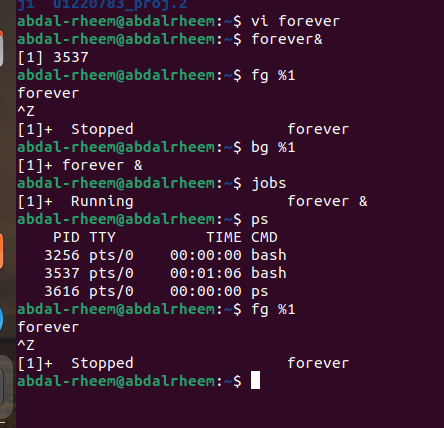 ji u1220783_proj.2
abdal-rheem@abdalrheem:~$ vi forever
abdal-rheem@abdalrheem:~$ forever&
[1] 3537
abdal-rheem@abdalrheem:~$ fg %1
forever
^Z
[1]+  Stopped                 forever
abdal-rheem@abdalrheem:~$ bg %1
[1]+ forever &
abdal-rheem@abdalrheem:~$ jobs
[1]+  Running                 forever &
abdal-rheem@abdalrheem:~$ ps
    PID TTY          TIME CMD
   3256 pts/0    00:00:00 bash
   3537 pts/0    00:01:06 bash
   3616 pts/0    00:00:00 ps
abdal-rheem@abdalrheem:~$ fg %1
forever
^Z
[1]+  Stopped                 forever
abdal-rheem@abdalrheem:~$